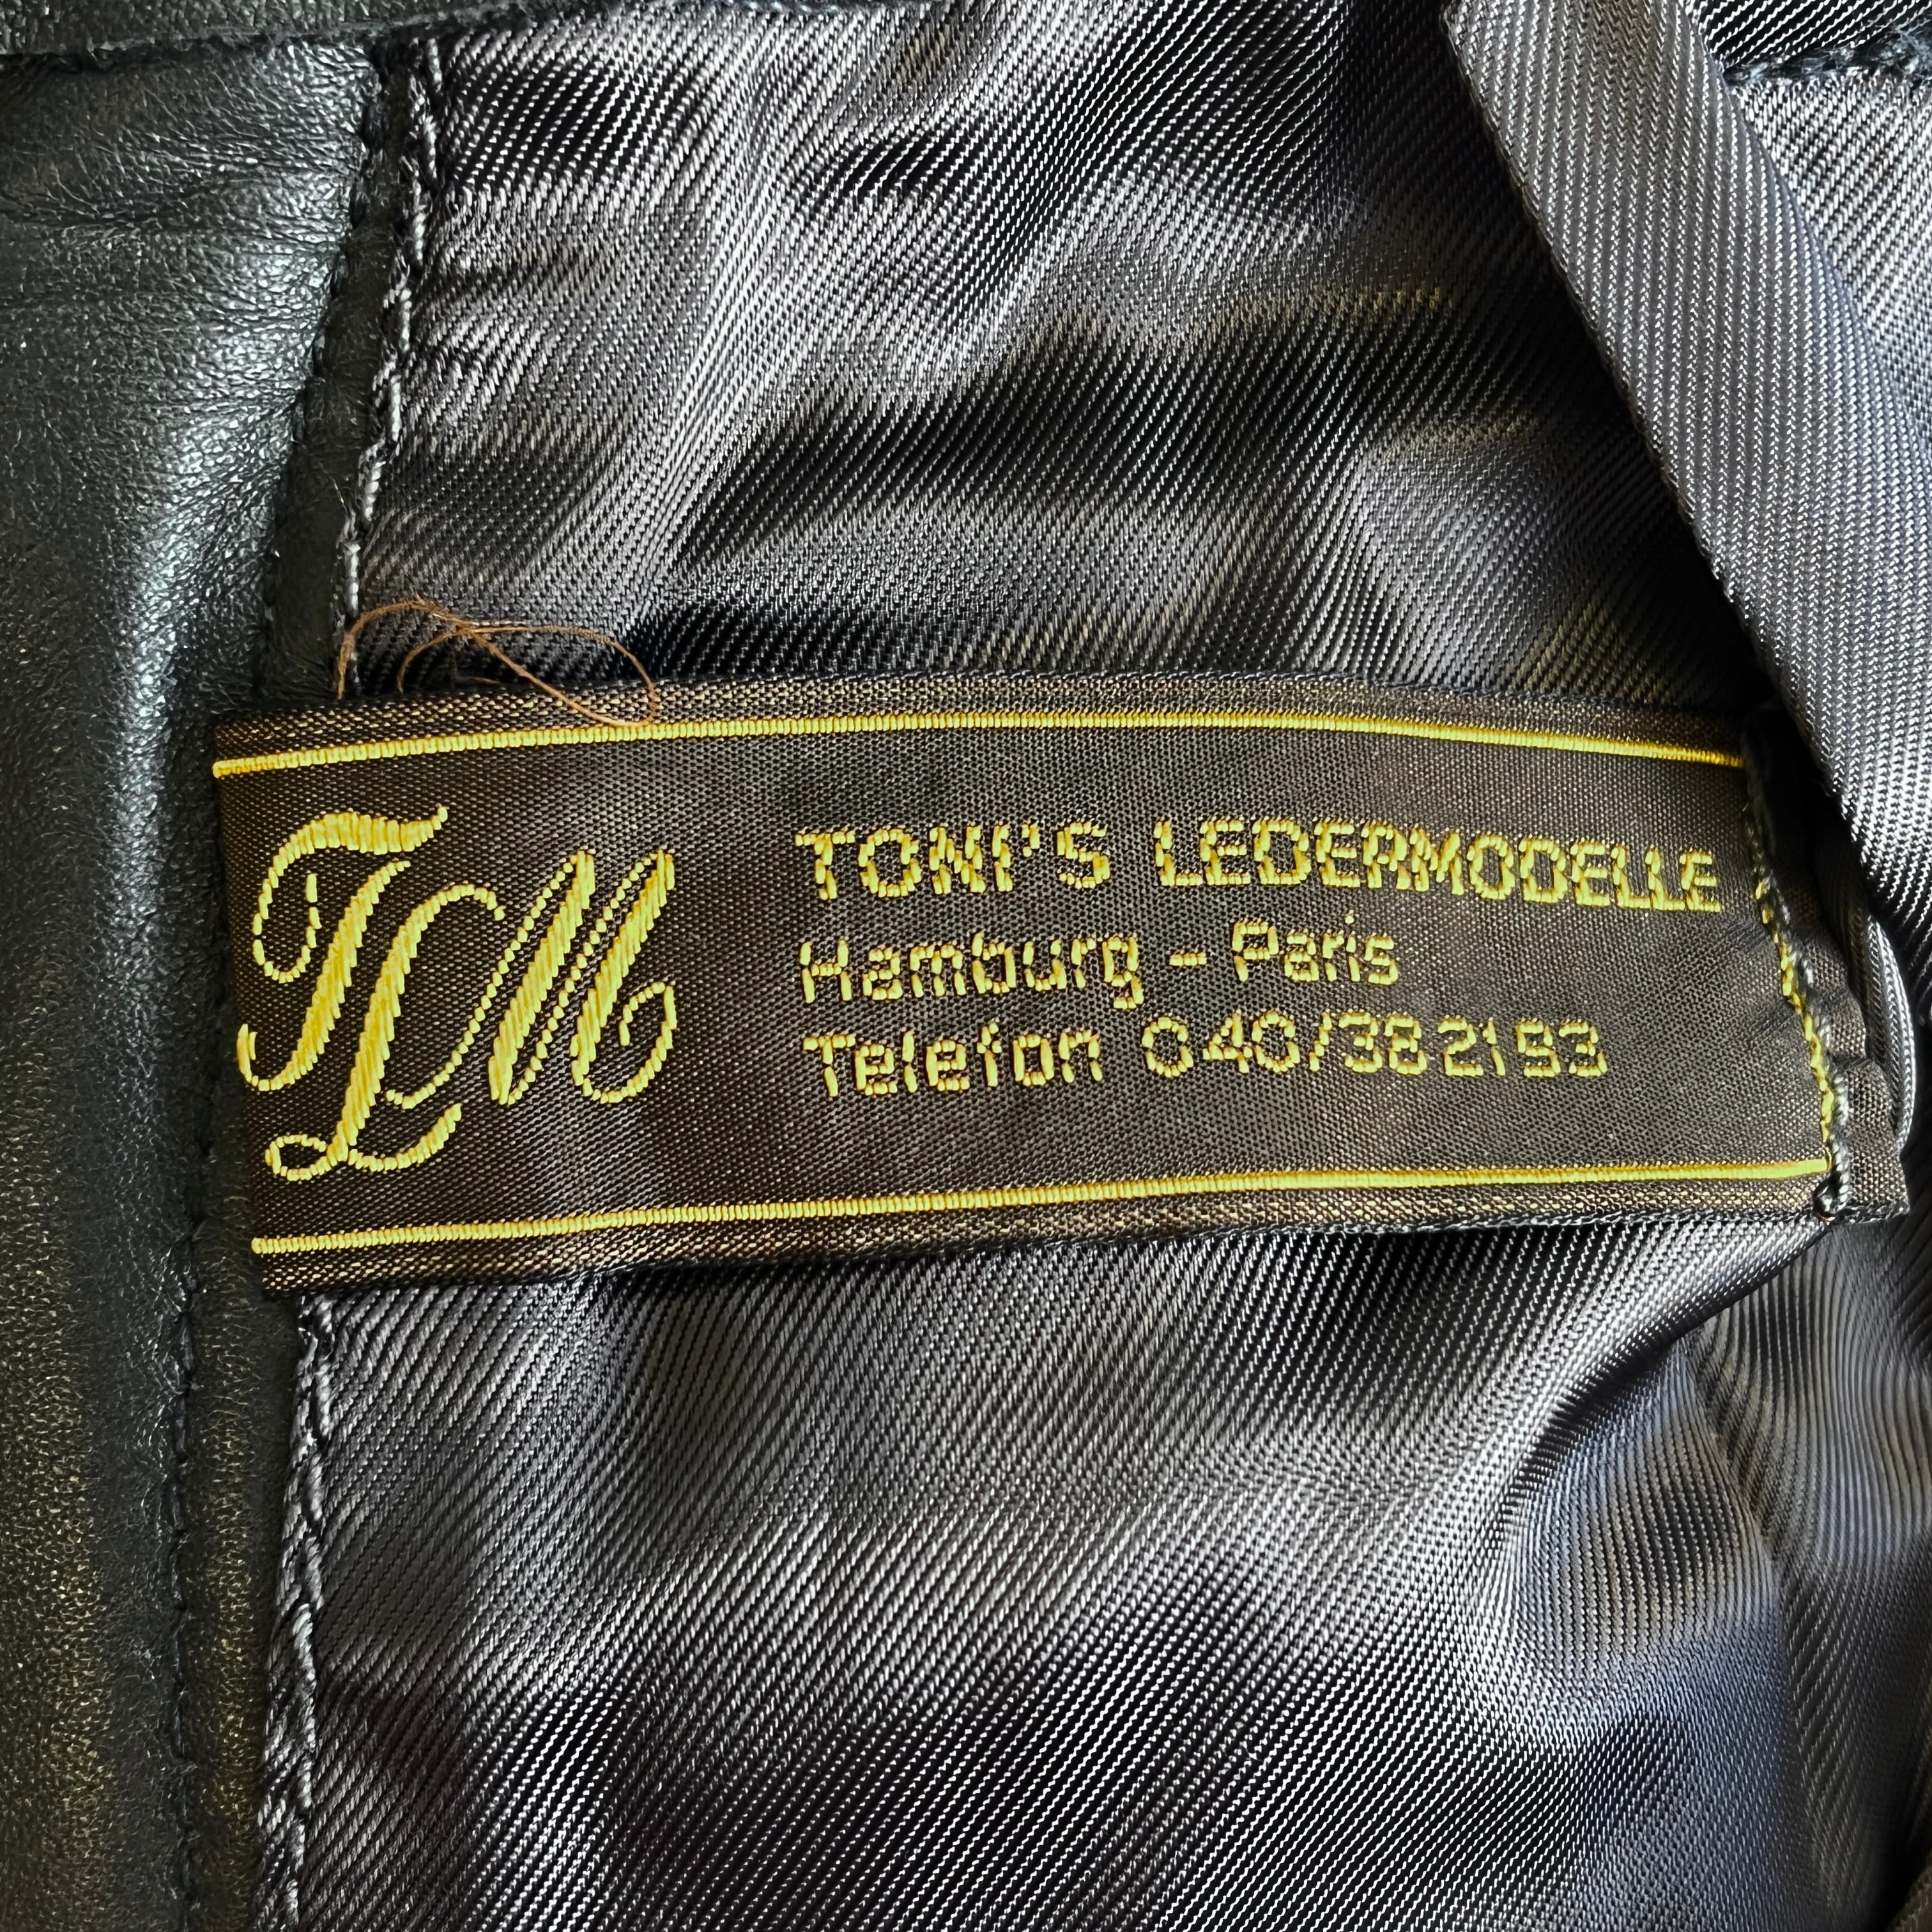 TLM
TONI'S LEDERMODELLE
Hamburg - Paris
Telefon 040/382193